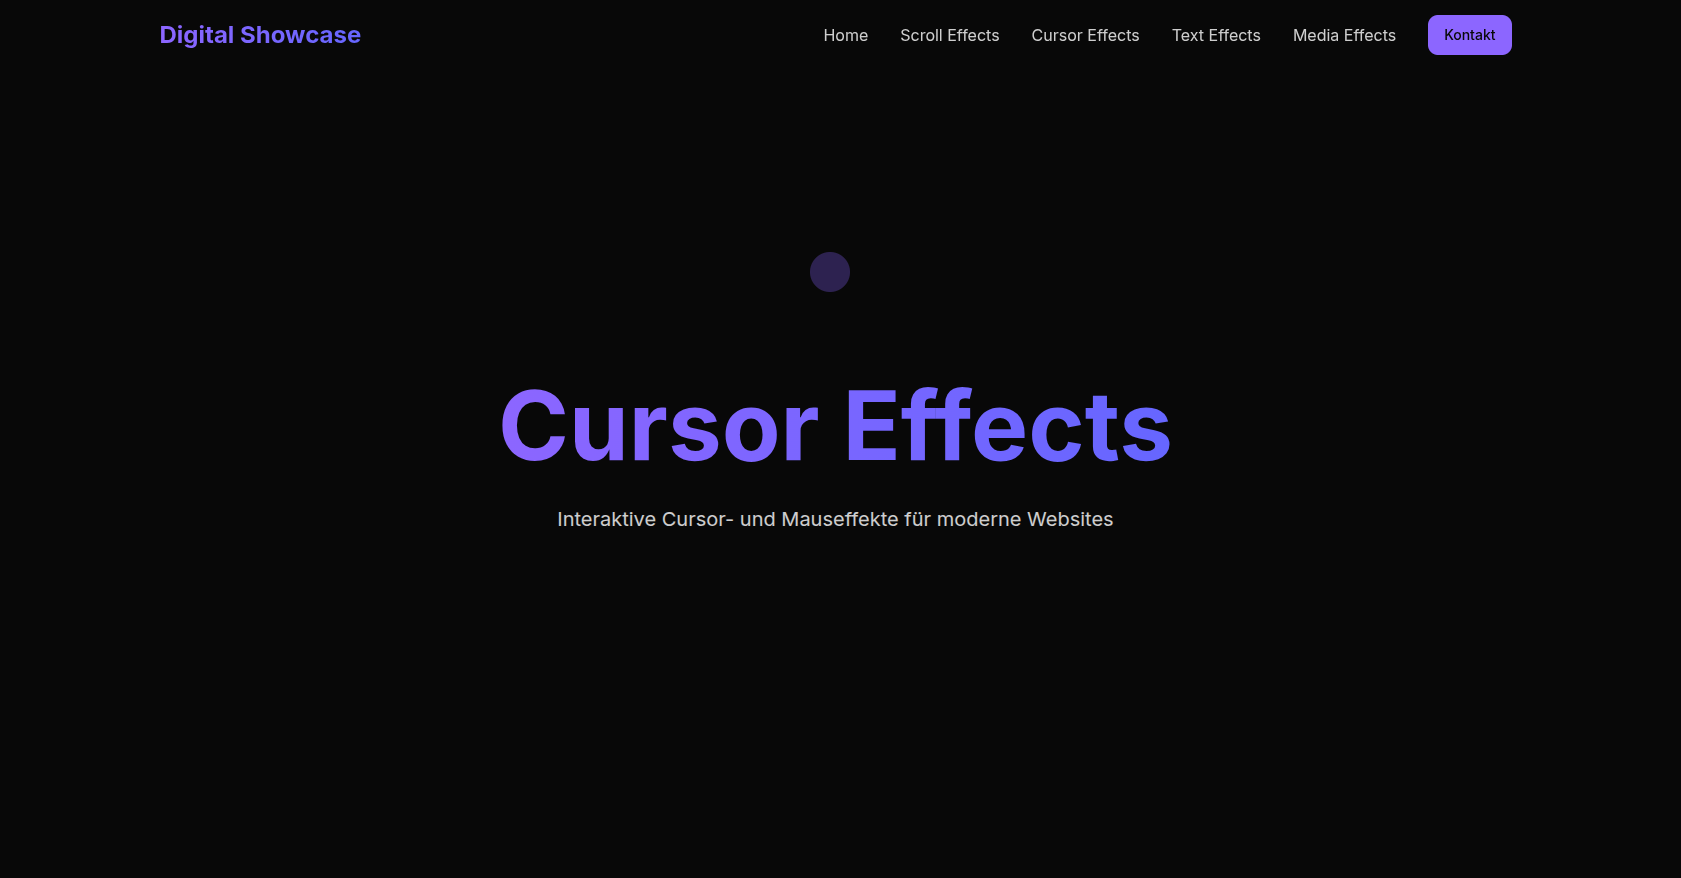 Digital Showcase
Home Scroll Effects Cursor Effects Text Effects Media Effects Kontakt
Cursor Effects
Interaktive Cursor- und Mauseffekte für moderne Websites